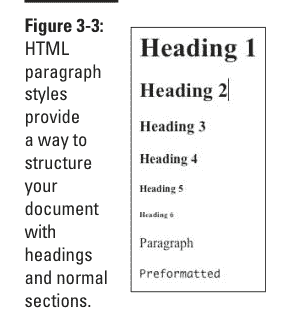 Figure 3-3:
HTML
paragraph
styles
provide
a way to
structure
your
document
with
headings
and normal
sections.
Heading 1
Heading 2
Heading 3
Heading 4
Heading 5
Heading 6
Paragraph
Preformatted